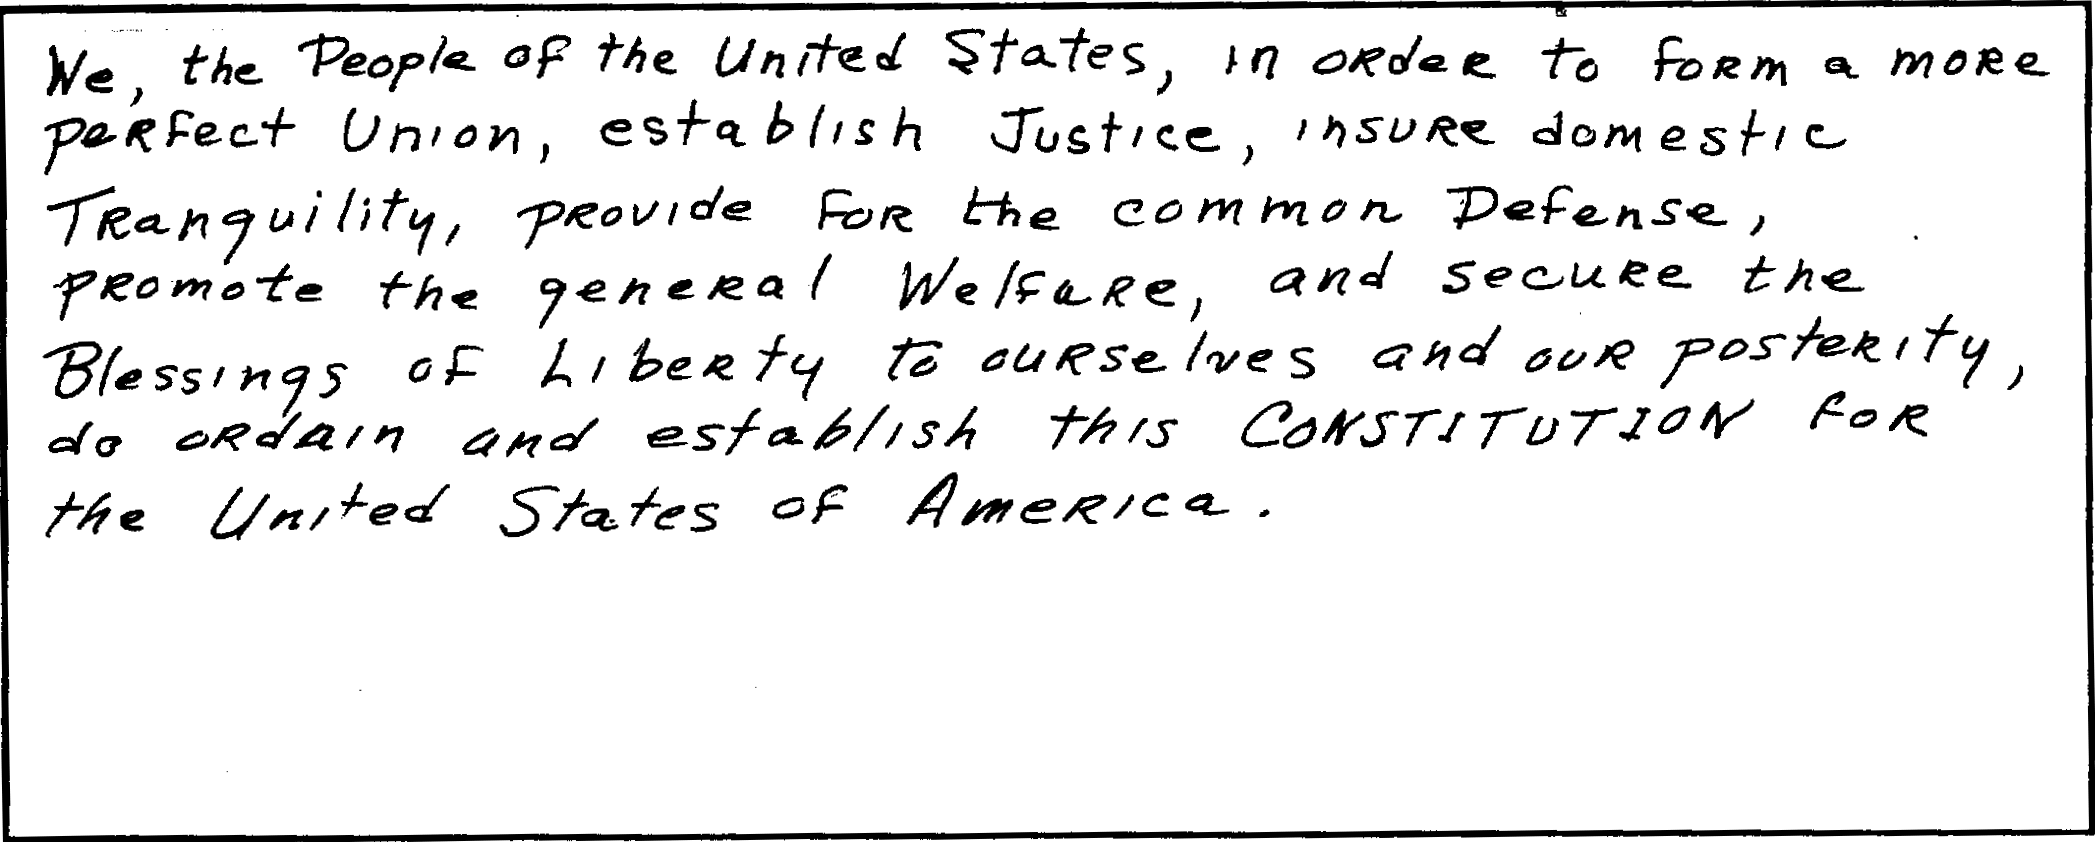 We, the People of the United States, in order to form a more
perfect Union, establish Justice, insure domestic
Tranquility, provide for the common Defense,
promote the general Welfare, and secure the
Blessings of Liberty to ourselves and our posterity,
do ordain and establish this CONSTITUTION for
the United States of America.